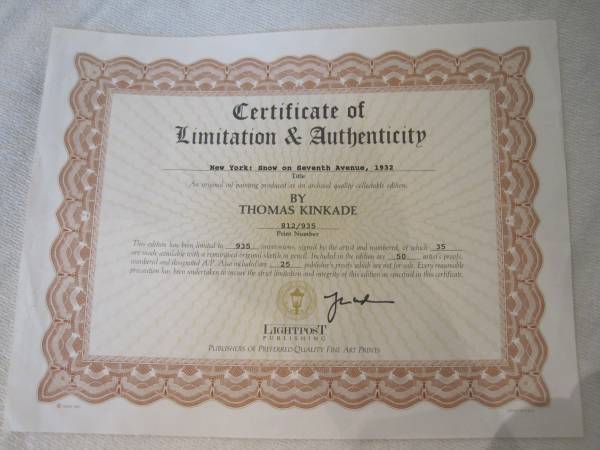 Certificate of
Limitation & Authenticity
New York: Snow on Seventh Avenue, 1932
Title
An original oil painting produced as an archival quality collectable edition.
BY
THOMAS KINKADE
812/935
Print Number
This edition has been limited to 935 impressions, signed by the artist and numbered, of which 35
are made available with a remarqued original sketch in pencil. Included in the edition are 50 artist's proofs,
numbered and designated A/P. Also included are 25 publisher's proofs which are not for sale. Every reasonable
precaution has been undertaken to insure the strict limitation and integrity of this edition as specified in this certificate.
LIGHTPOST
PUBLISHING
PUBLISHERS OF PREFERRED QUALITY FINE ART PRINTS